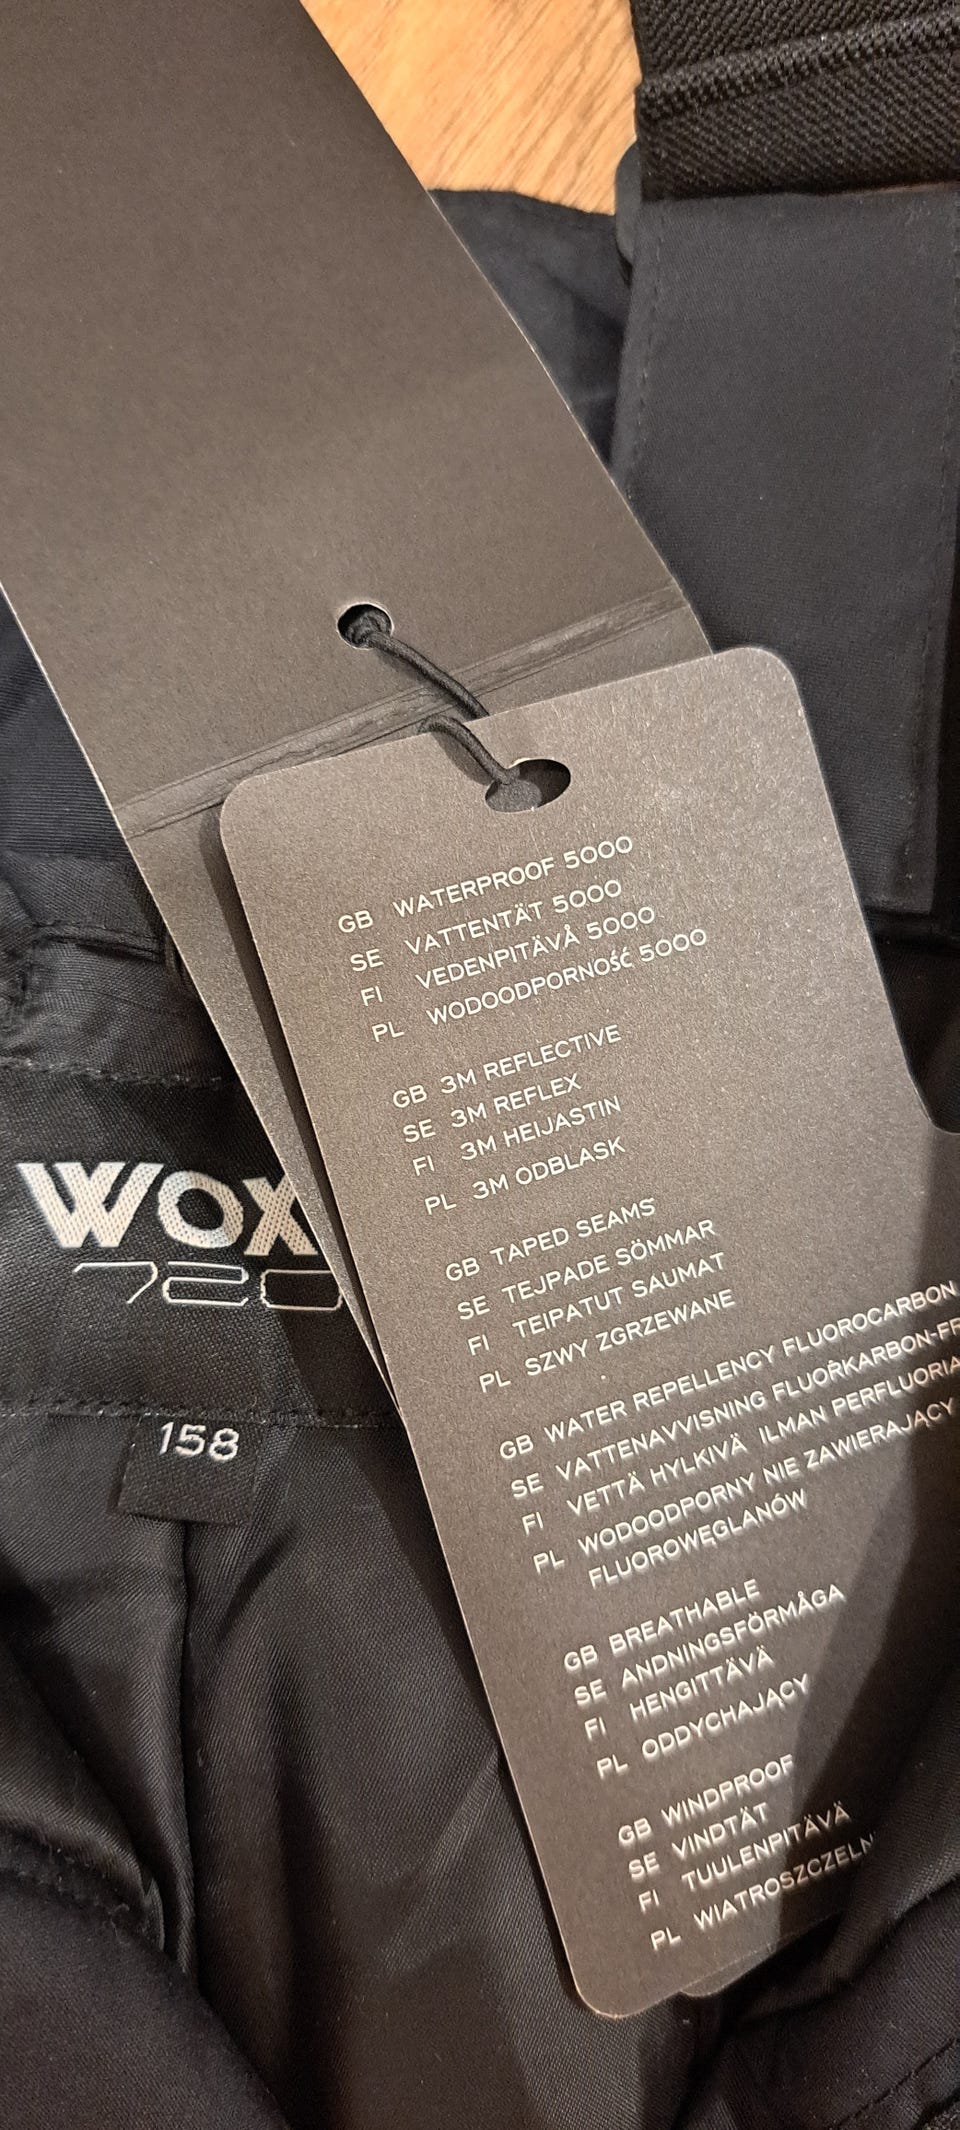 GB WATERPROOF 5000
SE VATTENTÄT 5000
FI VEDENPITÄVÅ 5000
PL WODOODPORNOŚĆ 5000
GB 3M REFLECTIVE
SE 3M REFLEX
FI 3M HEIJASTIN
PL 3M ODBLASK
GB TAPED SEAMS
SE TEJPADE SÖMMAR
FI TEIPATUT SAUMAT
PL SZWY ZGRZEWANE
GB WATER REPELLENCY FLUOROCARBON
SE VATTENAVVISNING FLUORKARBON-FR
FI VETTÄ HYLKIVÄ ILMAN PERFLUORIA
PL WODOODPORNY NIE ZAWIERAJĄCY
FLUOROWĘGLANÓW
GB BREATHABLE
SE ANDNINGSFÖRMÅGA
FI HENGITTÄVÄ
PL ODDYCHAJĄCY
GB WINDPROOF
SE VINDTÄT
FI TUULENPITÄVÄ
PL WIATROSZCZELN
WOX
720
158